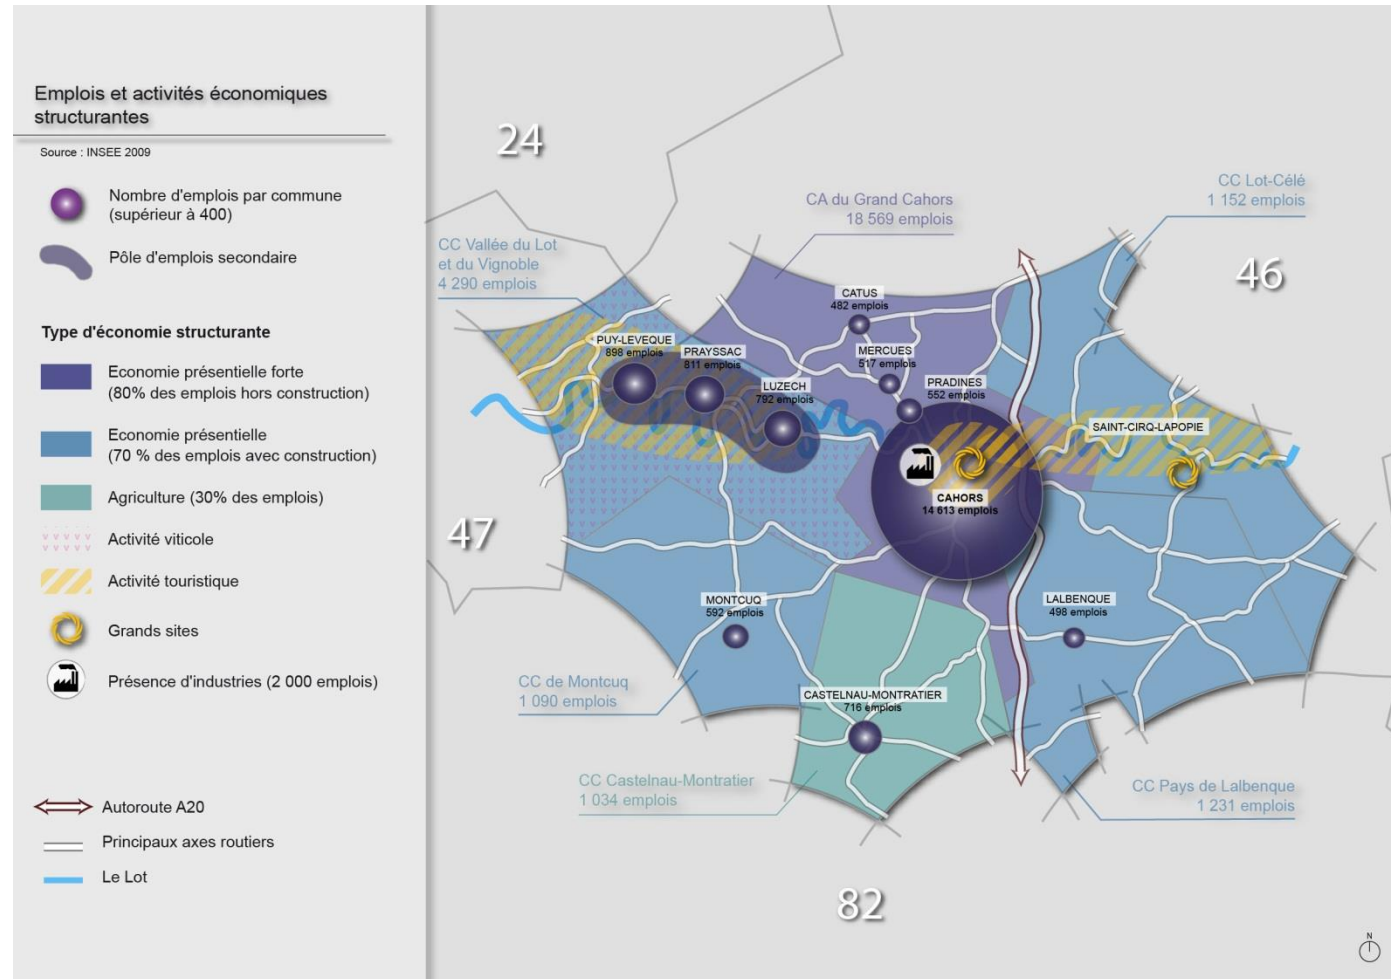 Emplois et activités économiques
structurantes
Source : INSEE 2009
Nombre d'emplois par commune
(supérieur à 400)
Pôle d'emplois secondaire
Type d'économie structurante
Economie présentielle forte
(80% des emplois hors construction)
Economie présentielle
(70 % des emplois avec construction)
Agriculture (30% des emplois)
Activité viticole
Activité touristique
Grands sites
Présence d'industries (2 000 emplois)
Autoroute A20
Principaux axes routiers
Le Lot
24
CA du Grand Cahors
18 569 emplois
CC Lot-Célé
1 152 emplois
CC Vallée du Lot
et du Vignoble
4 290 emplois
46
CATUS
482 emplois
PUY-LEVEQUE
898 emplois
PRAYSSAC
811 emplois
MERCUES
517 emplois
LUZECH
792 emplois
PRADINES
552 emplois
SAINT-CIRQ-LAPOPIE
CAHORS
14 613 emplois
47
MONTCUQ
592 emplois
LALBENQUE
498 emplois
CC de Montcuq
1 090 emplois
CASTELNAU-MONTRATIER
716 emplois
CC Castelnau-Montratier
1 034 emplois
CC Pays de Lalbenque
1 231 emplois
82
N